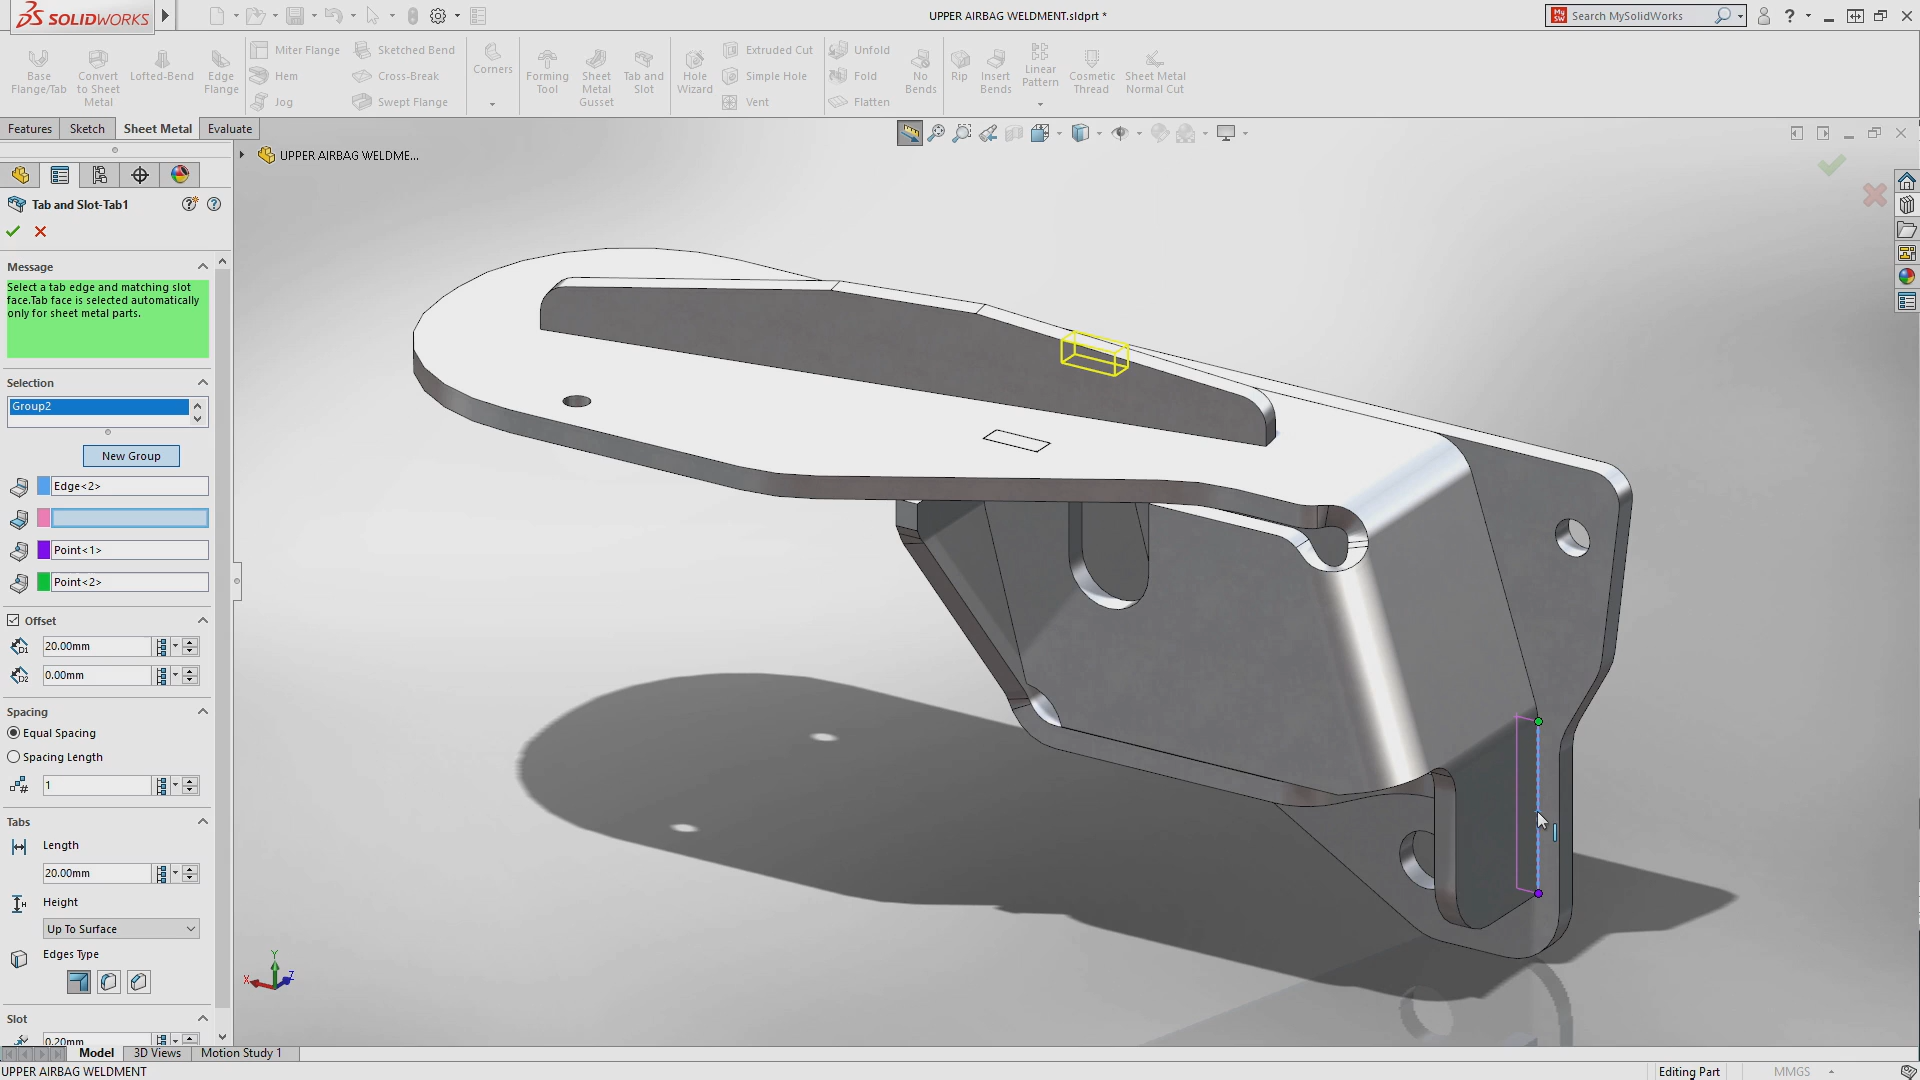 SOLIDWORKS
UPPER AIRBAG WELDMENT.sldprt *
My
SW
Search MySolidWorks
?
Base
Flange/Tab
Convert
to Sheet
Metal
Lofted-Bend
Edge
Flange
Miter Flange
Hem
Jog
Sketched Bend
Cross-Break
Swept Flange
Corners
Forming
Tool
Sheet
Metal
Gusset
Tab and
Slot
Hole
Wizard
Extruded Cut
Simple Hole
Vent
Unfold
Fold
Flatten
No
Bends
Rip
Insert
Bends
Linear
Pattern
Cosmetic
Thread
Sheet Metal
Normal Cut
Features
Sketch
Sheet Metal
Evaluate
UPPER AIRBAG WELDME...
Tab and Slot-Tab1
Message
Select a tab edge and matching slot
face.Tab face is selected automatically
only for sheet metal parts.
Selection
Group2
New Group
Edge<2>
Point<1>
Point<2>
Offset
D1
20.00mm
D2
0.00mm
Spacing
Equal Spacing
Spacing Length
#
1
Tabs
Length
20.00mm
Height
H
Up To Surface
Edges Type
Slot
0.20mm
Y
X
Z
Model
3D Views
Motion Study 1
UPPER AIRBAG WELDMENT
Editing Part
MMGS